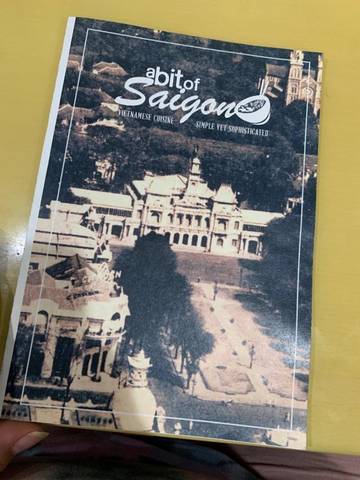 abit of
Saigon
VIETNAMESE CUISINE SIMPLE YET SOPHISTICATED